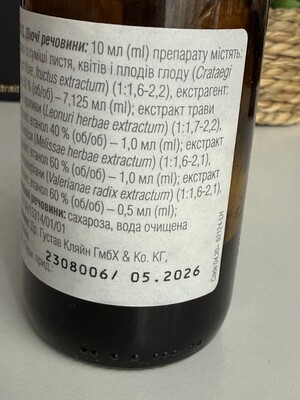 Діючі речовини: 10 мл (ml) препарату містять:
суміші листя, квітів і плодів глоду (Crataegi
fructus extractum) (1:1,6-2,2), екстрагент:
(об/об) – 7,125 мл (ml); екстракт трави
(Leonuri herbae extractum) (1:1,7-2,2),
етанол 40 % (об/об) – 1,0 мл (ml); екстракт
(Melissae herbae extractum) (1:1,6-2,1),
етанол 60 % (об/об) – 1,0 мл (ml); екстракт
(Valerianae radix extractum) (1:1,6-2,1),
етанол 60 % (об/об) – 0,5 мл (ml);
речовини: сахароза, вода очищена
13314/01/01
Др. Густав Кляйн ГмбХ & Ко. КГ,
2308006/ 05.2026